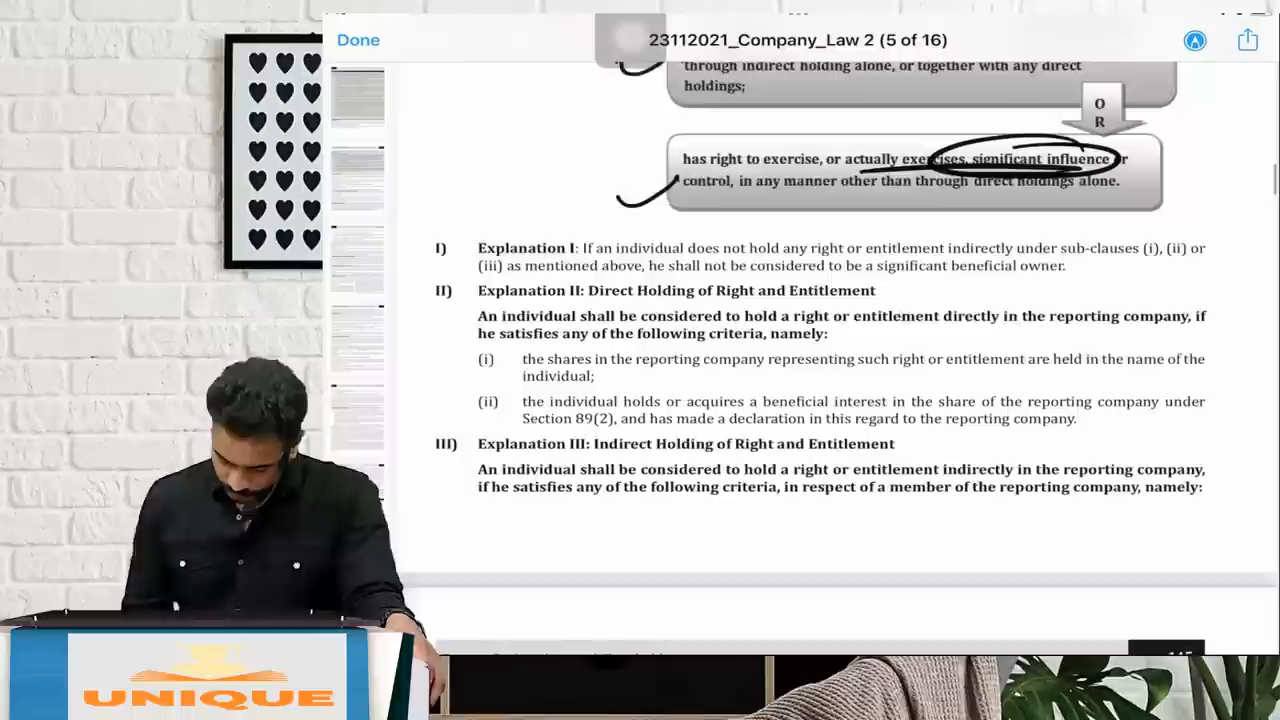 Done
23112021_Company_Law 2 (5 of 16)
through indirect holding alone, or together with any direct
holdings;
O
R
has right to exercise, or actually exercises, significant influence or
control, in any manner other than through direct holdings alone.
I) Explanation I: If an individual does not hold any right or entitlement indirectly under sub-clauses (i), (ii) or
(iii) as mentioned above, he shall not be considered to be a significant beneficial owner.
II) Explanation II: Direct Holding of Right and Entitlement
An individual shall be considered to hold a right or entitlement directly in the reporting company, if
he satisfies any of the following criteria, namely:
(i) the shares in the reporting company representing such right or entitlement are held in the name of the
individual;
(ii) the individual holds or acquires a beneficial interest in the share of the reporting company under
Section 89(2), and has made a declaration in this regard to the reporting company.
III) Explanation III: Indirect Holding of Right and Entitlement
An individual shall be considered to hold a right or entitlement indirectly in the reporting company,
if he satisfies any of the following criteria, in respect of a member of the reporting company, namely:
UNIQUE